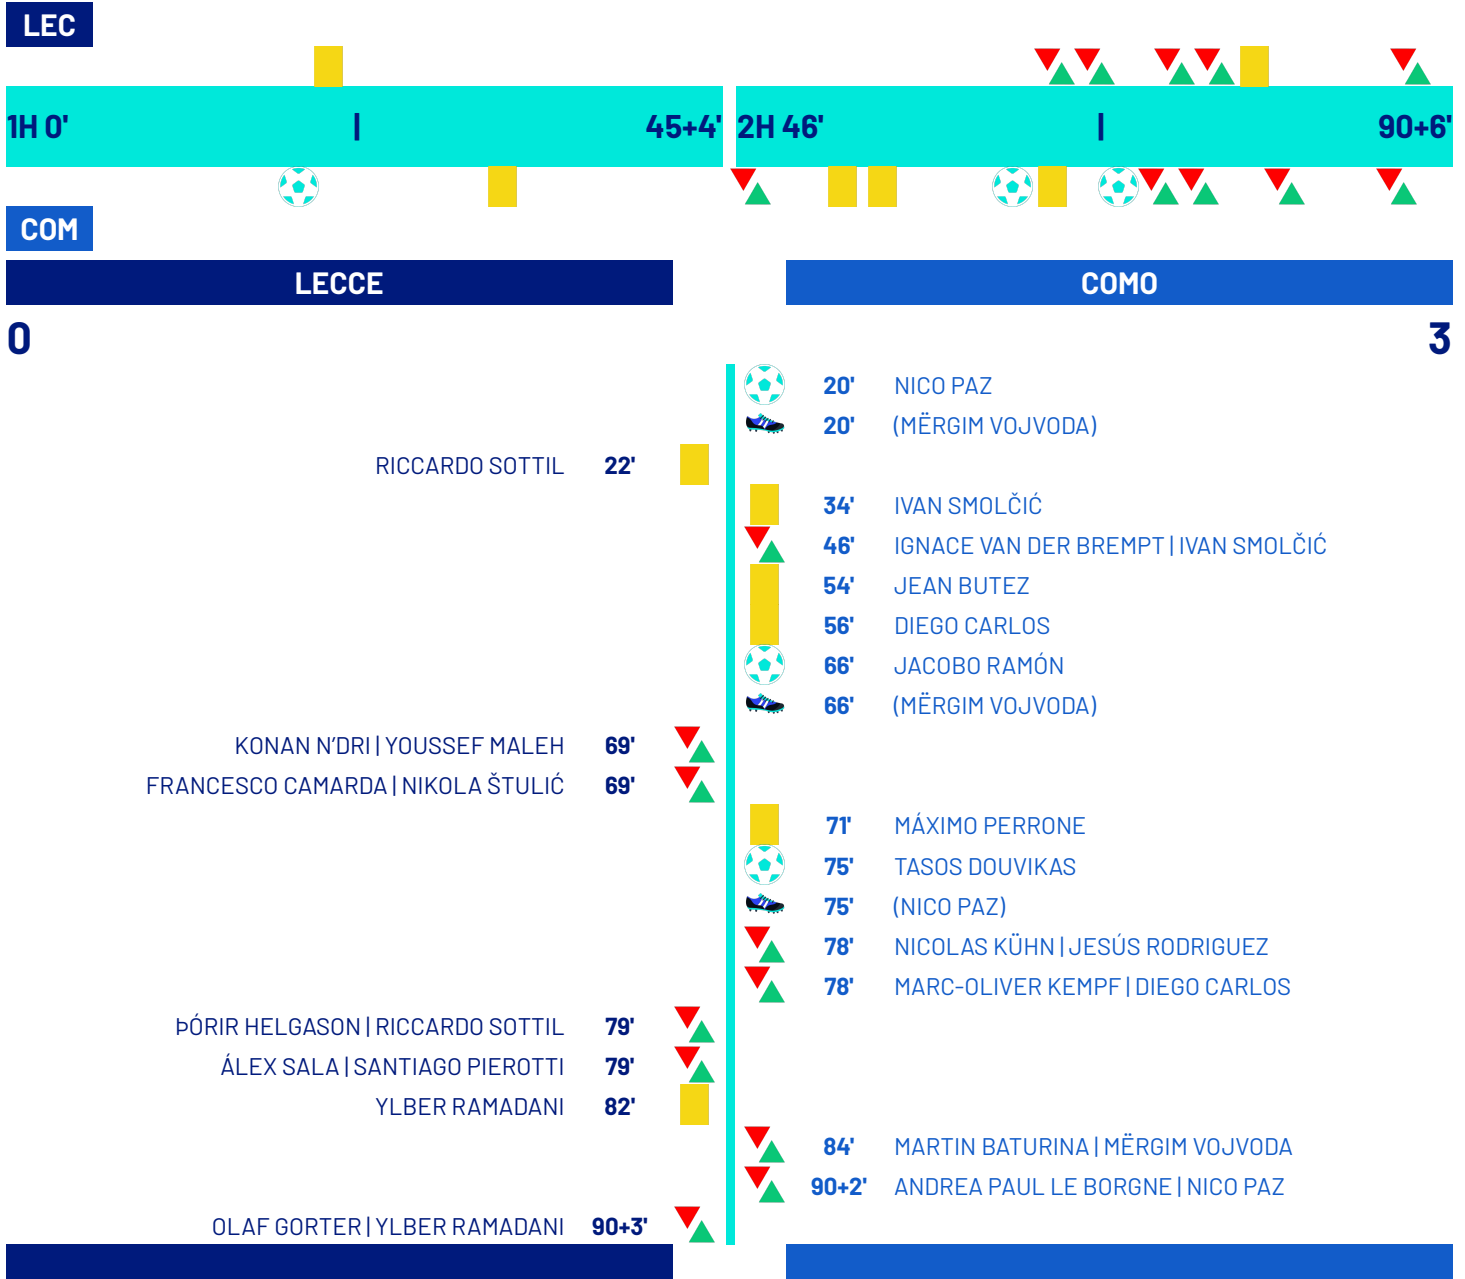 LEC
1H 0' | 45+4' 2H 46' | 90+6'
COM
LECCE COMO
0 3
20' NICO PAZ
20' (MËRGIM VOJVODA)
RICCARDO SOTTIL 22'
34' IVAN SMOLČIĆ
46' IGNACE VAN DER BREMPT | IVAN SMOLČIĆ
54' JEAN BUTEZ
56' DIEGO CARLOS
66' JACOBO RAMÓN
66' (MËRGIM VOJVODA)
KONAN N’DRI | YOUSSEF MALEH 69'
FRANCESCO CAMARDA | NIKOLA ŠTULIĆ 69'
71' MÁXIMO PERRONE
75' TASOS DOUVIKAS
75' (NICO PAZ)
78' NICOLAS KÜHN | JESÚS RODRIGUEZ
78' MARC-OLIVER KEMPF | DIEGO CARLOS
ÞÓRIR HELGASON | RICCARDO SOTTIL 79'
ÁLEX SALA | SANTIAGO PIEROTTI 79'
YLBER RAMADANI 82'
84' MARTIN BATURINA | MËRGIM VOJVODA
90+2' ANDREA PAUL LE BORGNE | NICO PAZ
OLAF GORTER | YLBER RAMADANI 90+3'